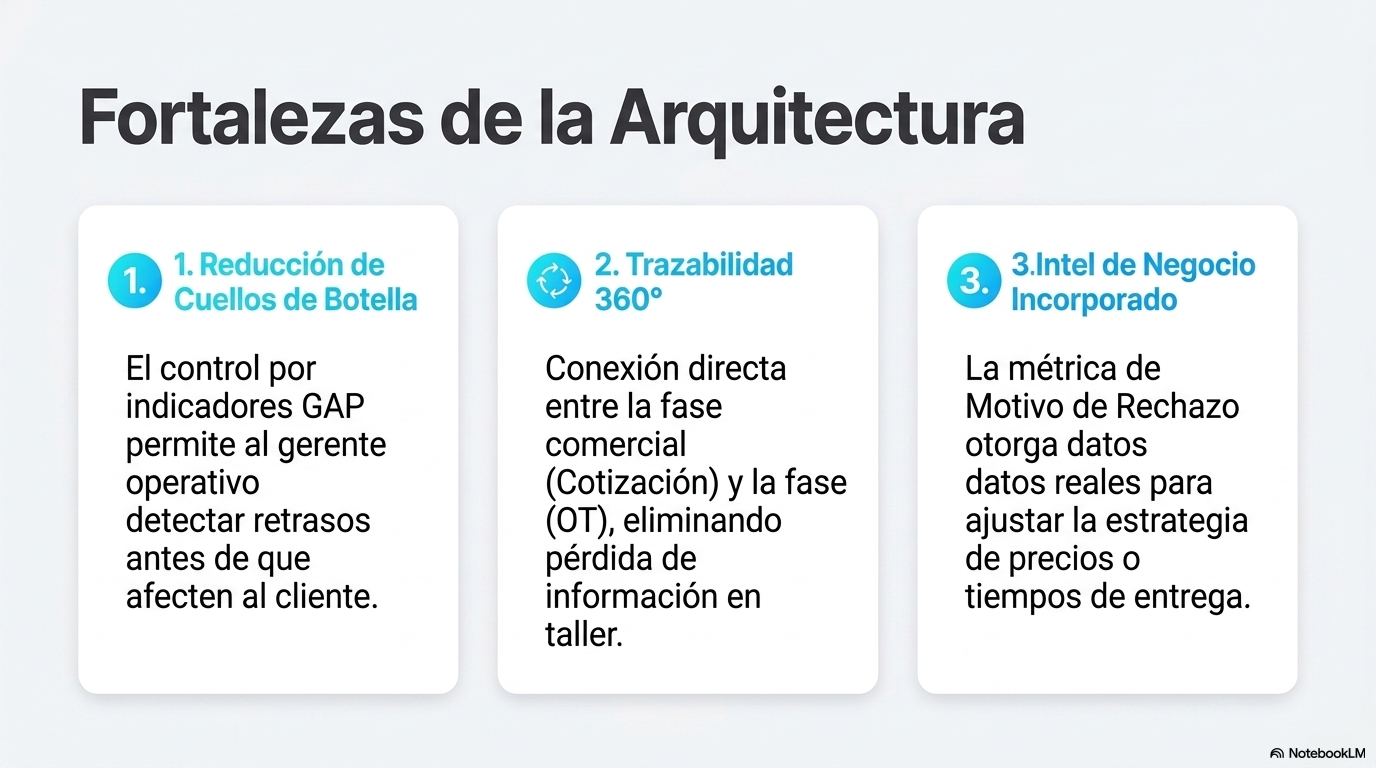 Fortalezas de la Arquitectura
1.
1. Reducción de
Cuellos de Botella
El control por
indicadores GAP
permite al gerente
operativo
detectar retrasos
antes de que
afecten al cliente.
2. Trazabilidad
360°
Conexión directa
entre la fase
comercial
(Cotización) y la fase
(OT), eliminando
pérdida de
información en
taller.
3.
3.Intel de Negocio
Incorporado
La métrica de
Motivo de Rechazo
otorga datos
datos reales para
ajustar la estrategia
de precios o
tiempos de entrega.
NotebookLM